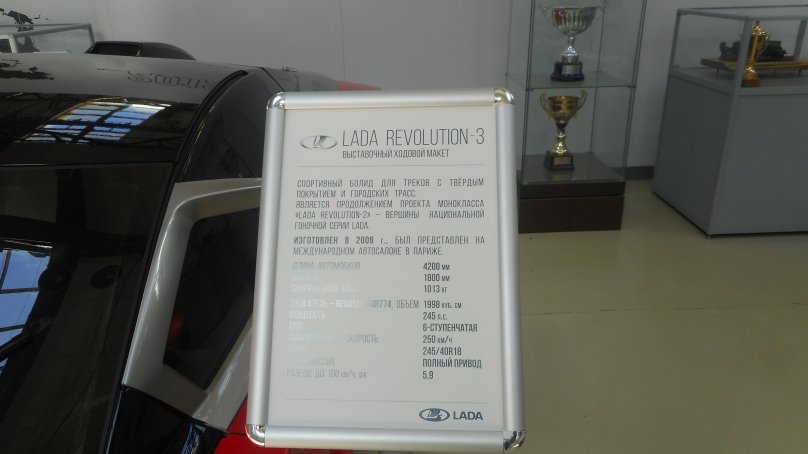 LADA REVOLUTION-3
ВЫСТАВОЧНЫЙ ХОДОВОЙ МАКЕТ
СПОРТИВНЫЙ БОЛИД ДЛЯ ТРЕКОВ С ТВЁРДЫМ
ПОКРЫТИЕМ И ГОРОДСКИХ ТРАСС.
ЯВЛЯЕТСЯ ПРОДОЛЖЕНИЕМ ПРОЕКТА МОНОКЛАССА
«LADA REVOLUTION-2» – ВЕРШИНЫ НАЦИОНАЛЬНОЙ
ГОНОЧНОЙ СЕРИИ LADA.
ИЗГОТОВЛЕН В 2008 г., БЫЛ ПРЕДСТАВЛЕН НА
МЕЖДУНАРОДНОМ АВТОСАЛОНЕ В ПАРИЖЕ.
ДЛИНА АВТОМОБИЛЯ 4200 мм
1800 мм
СНАРЯЖЕННАЯ МАССА 1013 кг
ДВИГАТЕЛЬ – RENAULT F4R774, ОБЪЕМ 1998 куб. см
МОЩНОСТЬ 245 л.с.
КПП 6-СТУПЕНЧАТАЯ
МАКСИМАЛЬНАЯ СКОРОСТЬ 250 км/ч
245/40R18
ПОЛНЫЙ ПРИВОД
РАЗГОН ДО 100 км/ч, сек 5,9
LADA